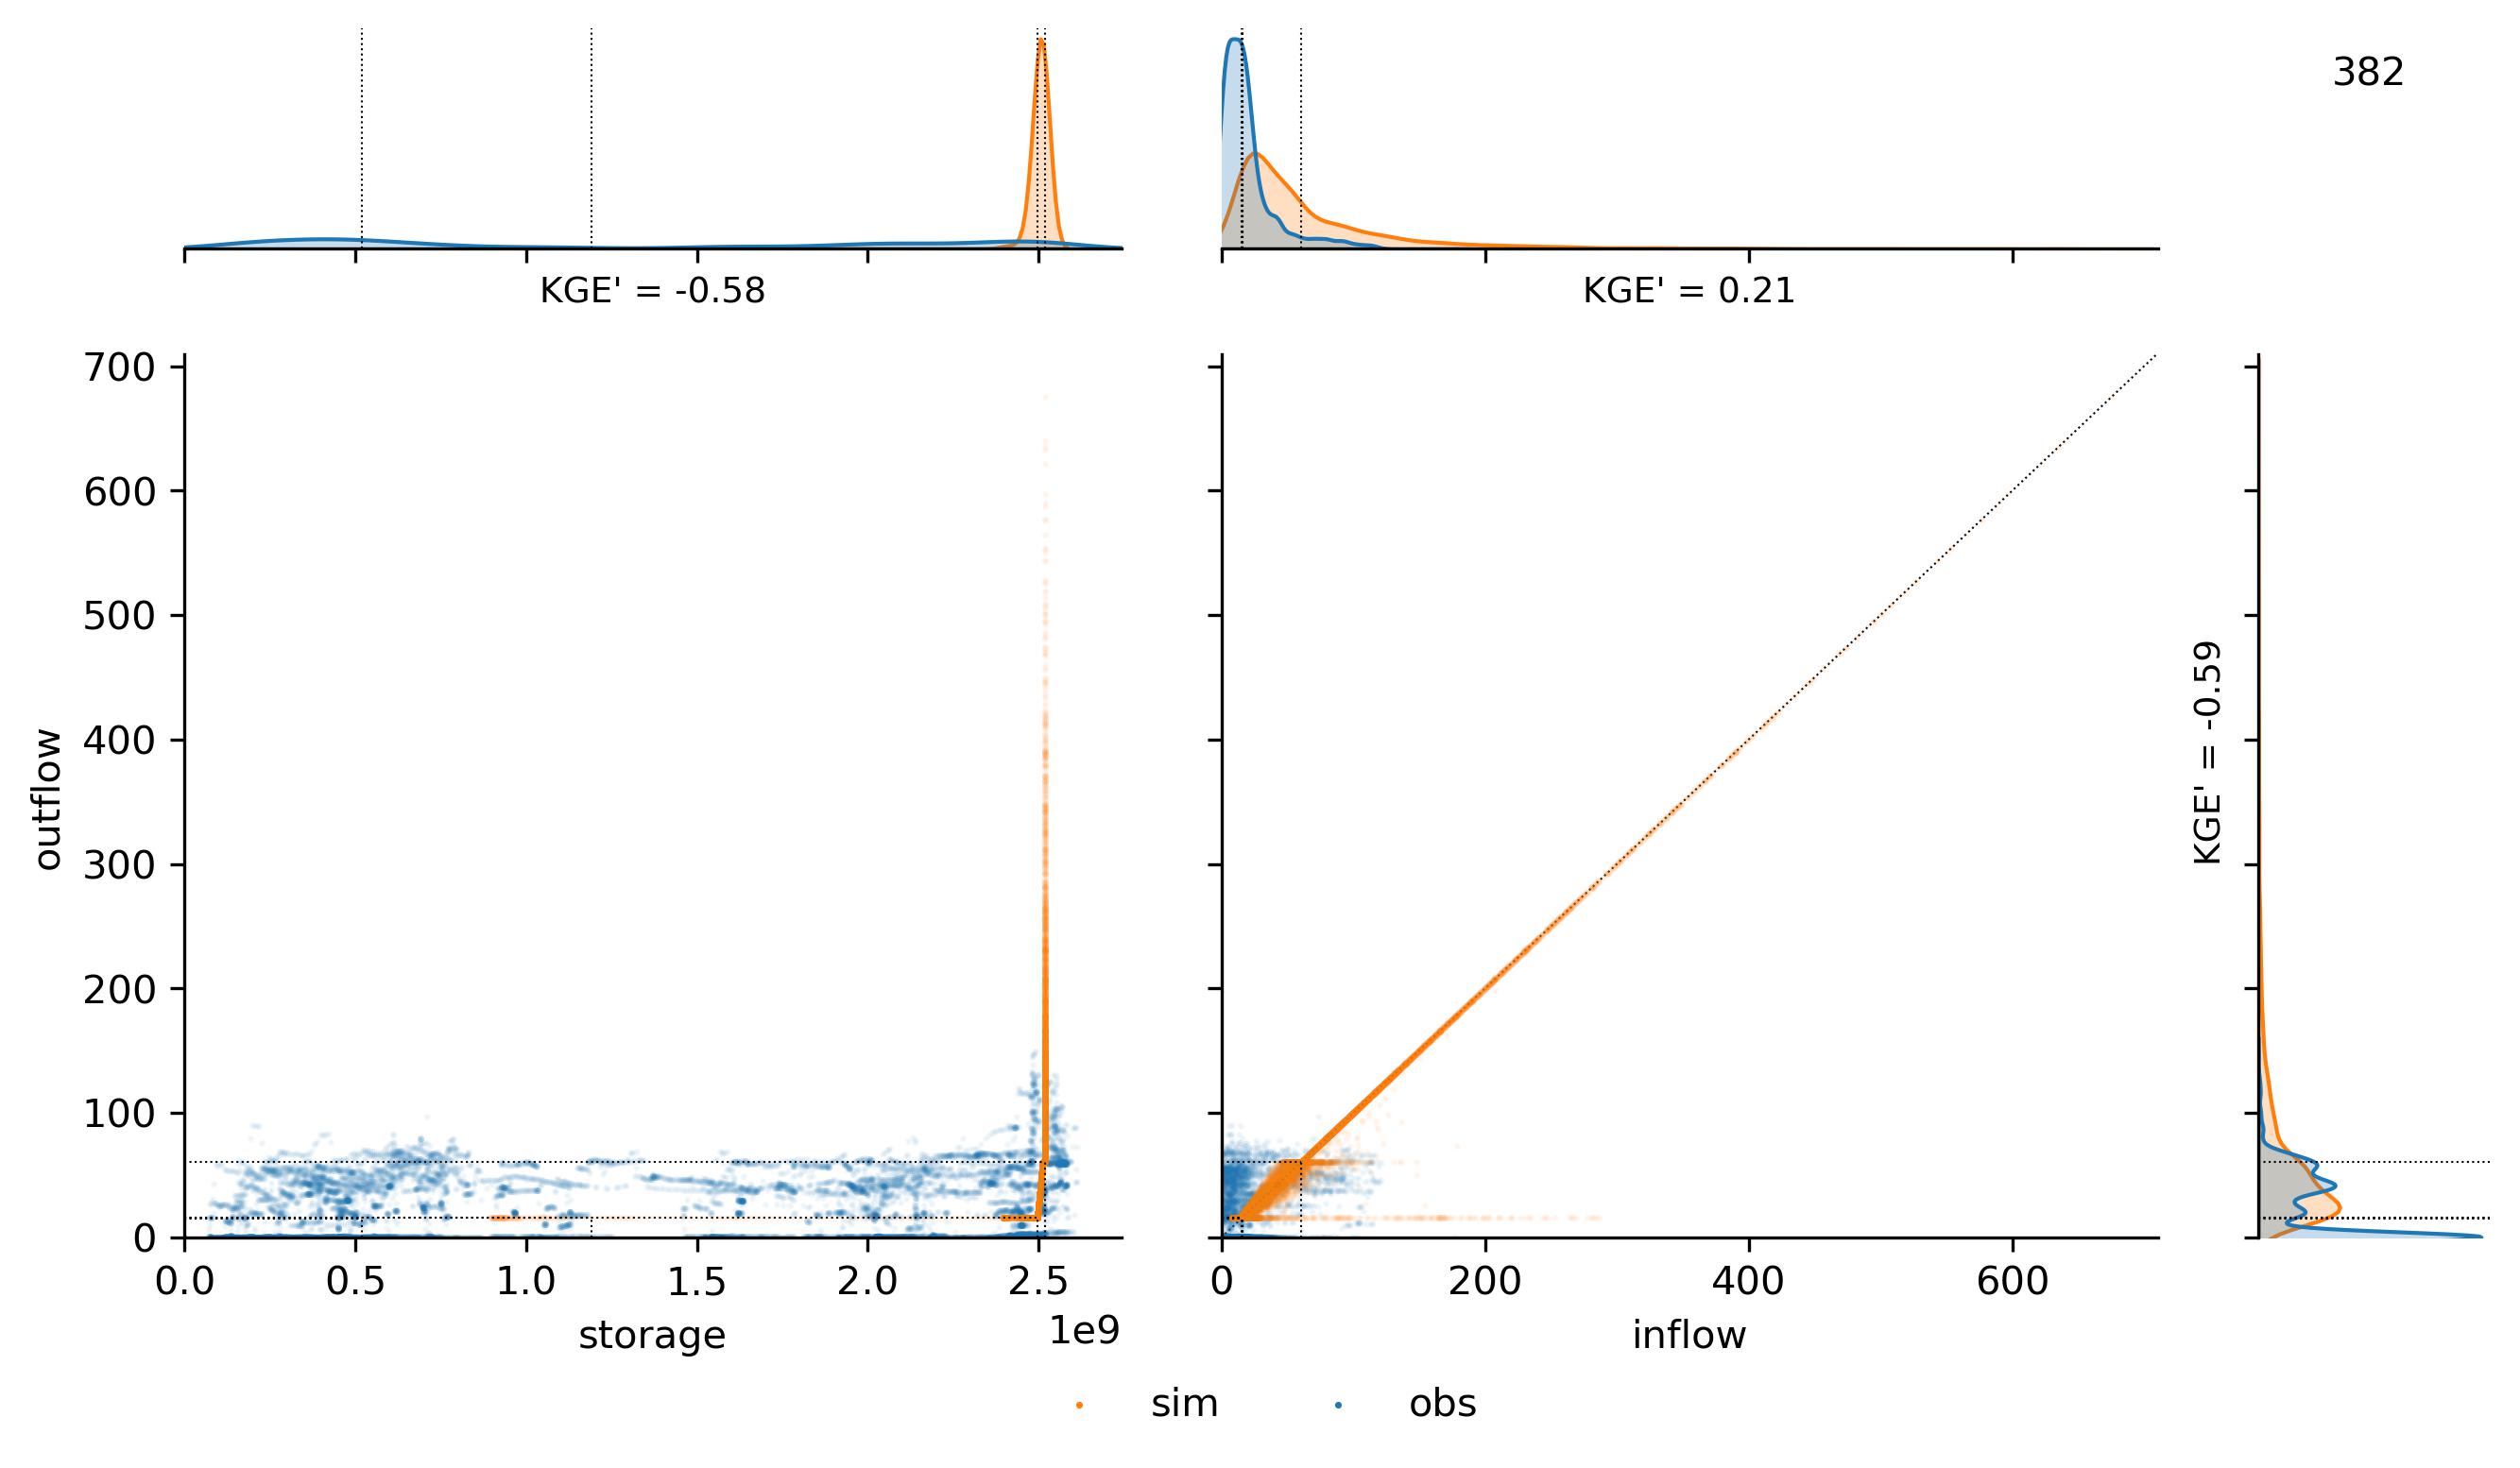 382
KGE' = -0.58
KGE' = 0.21
700
600
500
400
300
200
100
0
outflow
KGE' = -0.59
0.0 0.5 1.0 1.5 2.0 2.5
1e9
storage
0 200 400 600
inflow
sim obs